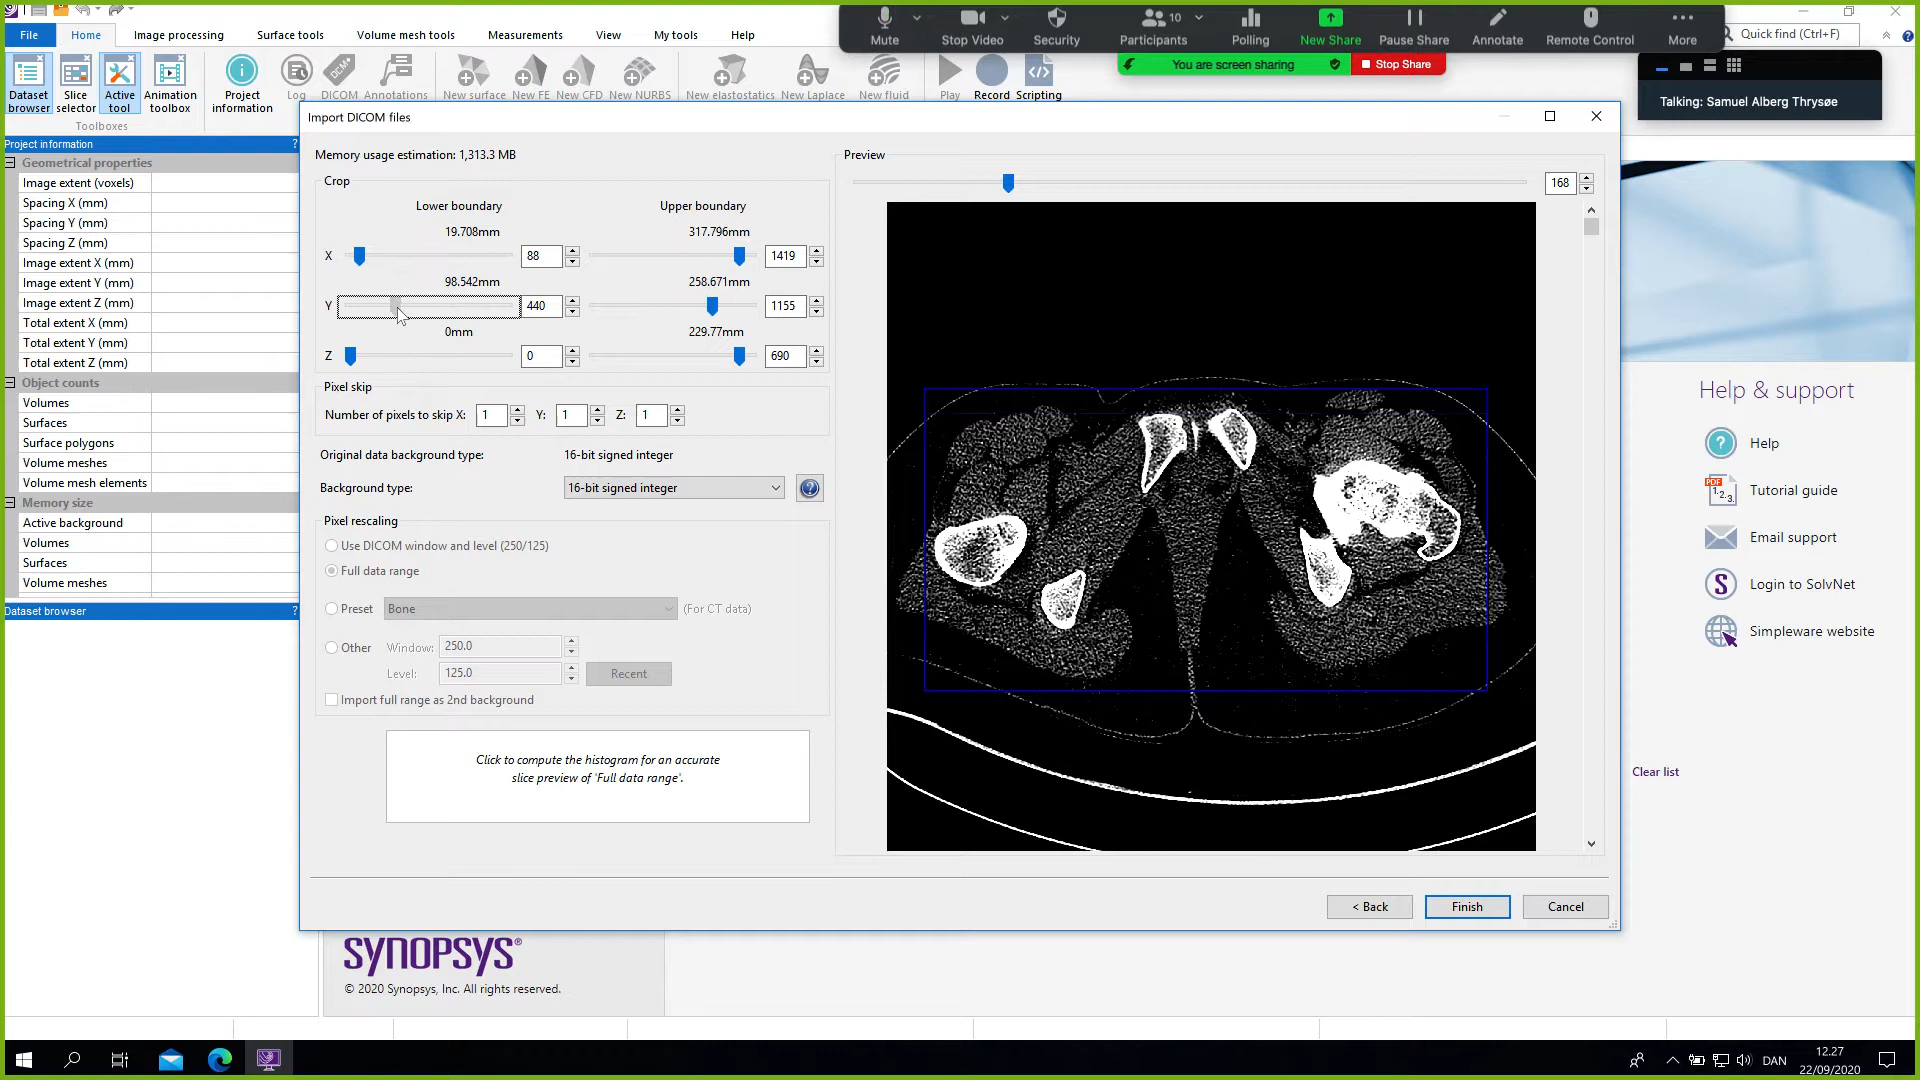 Mute
Stop Video
Security
Participants
10
Polling
New Share
Pause Share
Annotate
Remote Control
More
You are screen sharing
Stop Share
Talking: Samuel Alberg Thrysøe
Quick find (Ctrl+F)
File
Home
Image processing
Surface tools
Volume mesh tools
Measurements
View
My tools
Help
Dataset
browser
Slice
selector
Active
tool
Animation
toolbox
Project
information
Log
DICOM
Annotations
New surface
New FE
New CFD
New NURBS
New elastostatics
New Laplace
New fluid
Play
Record
Scripting
Toolboxes
Project information
?
Geometrical properties
Image extent (voxels)
Spacing X (mm)
Spacing Y (mm)
Spacing Z (mm)
Image extent X (mm)
Image extent Y (mm)
Image extent Z (mm)
Total extent X (mm)
Total extent Y (mm)
Total extent Z (mm)
Object counts
Volumes
Surfaces
Surface polygons
Volume meshes
Volume mesh elements
Memory size
Active background
Volumes
Surfaces
Volume meshes
Dataset browser
?
Import DICOM files
Memory usage estimation: 1,313.3 MB
Crop
Lower boundary
Upper boundary
19.708mm
317.796mm
X
88
1419
98.542mm
258.671mm
Y
440
1155
0mm
229.77mm
Z
0
690
Pixel skip
Number of pixels to skip X: 1 Y: 1 Z: 1
Original data background type: 16-bit signed integer
Background type: 16-bit signed integer
Pixel rescaling
Use DICOM window and level (250/125)
Full data range
Preset Bone (For CT data)
Other Window: 250.0
Level: 125.0 Recent
Import full range as 2nd background
Click to compute the histogram for an accurate
slice preview of 'Full data range'.
Preview
168
< Back
Finish
Cancel
Help & support
Help
Tutorial guide
Email support
Login to SolvNet
Simpleware website
Clear list
SYNOPSYS®
© 2020 Synopsys, Inc. All rights reserved.
DAN
12.27
22/09/2020